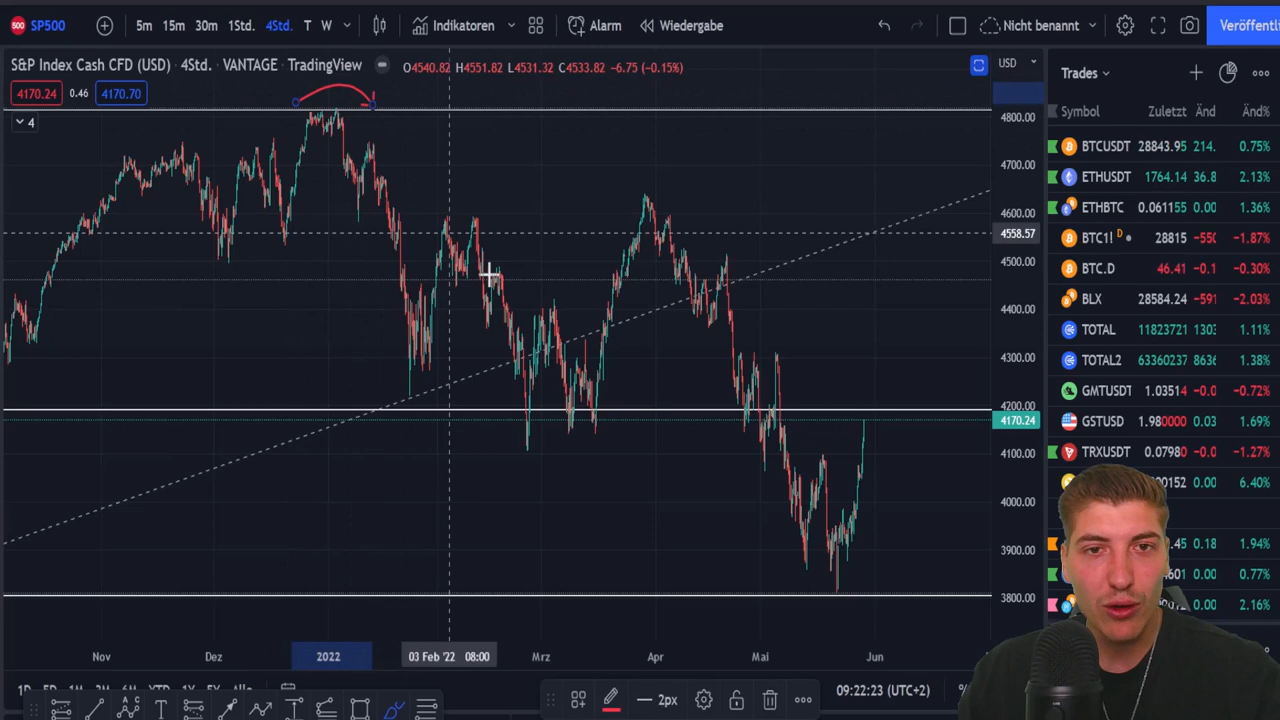 500 SP500 5m 15m 30m 1Std. 4Std. T W Indikatoren Alarm Wiedergabe Nicht benannt Veröffentli
S&P Index Cash CFD (USD) 4Std. VANTAGE TradingView O4540.82 H4551.82 L4531.32 C4533.82 -6.75 (-0.15%) USD Trades
4170.24 0.46 4170.70
4
Symbol Zuletzt Änd Änd%
4800.00
4700.00
4600.00
4558.57
4500.00
4400.00
4300.00
4200.00
4170.24
4100.00
4000.00
3900.00
3800.00
BTCUSDT 28843.95 214. 0.75%
ETHUSDT 1764.14 36.8 2.13%
ETHBTC 0.061155 0.00 1.36%
BTC1! D 28815 -550 -1.87%
BTC.D 46.41 -0.1 -0.30%
BLX 28584.24 -591 -2.03%
TOTAL 11823721 1303 1.11%
TOTAL2 63360237 8636 1.38%
GMTUSDT 1.03514 -0.0 -0.72%
GSTUSD 1.980000 0.03 1.69%
TRXUSDT 0.07980 -0.0 -1.27%
00152 0.00 6.40%
.45 0.18 1.94%
601 0.00 0.77%
0.00 2.16%
Nov Dez 2022 03 Feb '22 08:00 Mrz Apr Mai Jun
09:22:23 (UTC+2)
T 2px